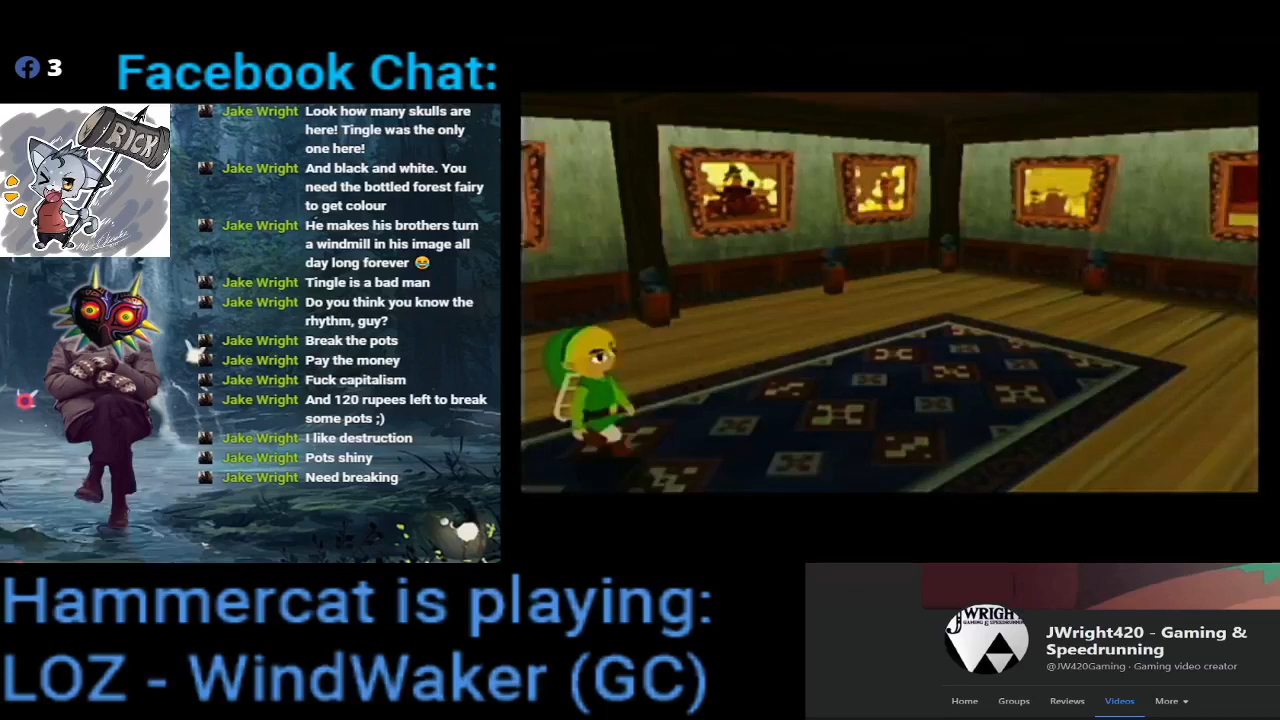 3
Facebook Chat:
RICK
Jake Wright Look how many skulls are
here! Tingle was the only
one here!
Jake Wright And black and white. You
need the bottled forest fairy
to get colour
Jake Wright He makes his brothers turn
a windmill in his image all
day long forever 😂
Jake Wright Tingle is a bad man
Jake Wright Do you think you know the
rhythm, guy?
Jake Wright Break the pots
Jake Wright Pay the money
Jake Wright Fuck capitalism
Jake Wright And 120 rupees left to break
some pots ;)
Jake Wright I like destruction
Jake Wright Pots shiny
Jake Wright Need breaking
Hammercat is playing:
LOZ - WindWaker (GC)
JWRIGHT
GAMING & SPEEDRUNNING
JWright420 - Gaming &
Speedrunning
@JW420Gaming · Gaming video creator
Home Groups Reviews Videos More